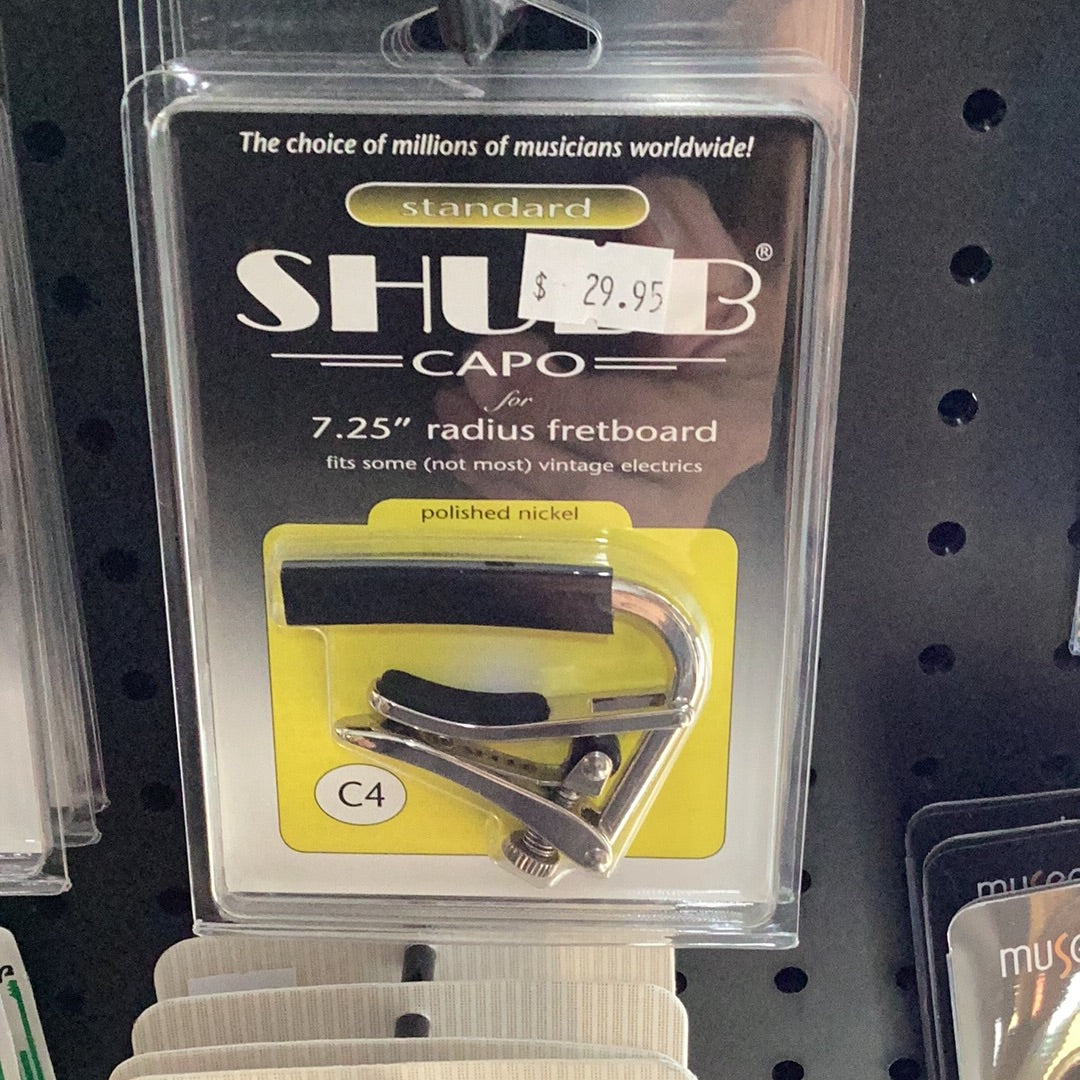 The choice of millions of musicians worldwide!
standard
SHUBB®
$ 29.95
CAPO
for
7.25” radius fretboard
fits some (not most) vintage electrics
polished nickel
C4